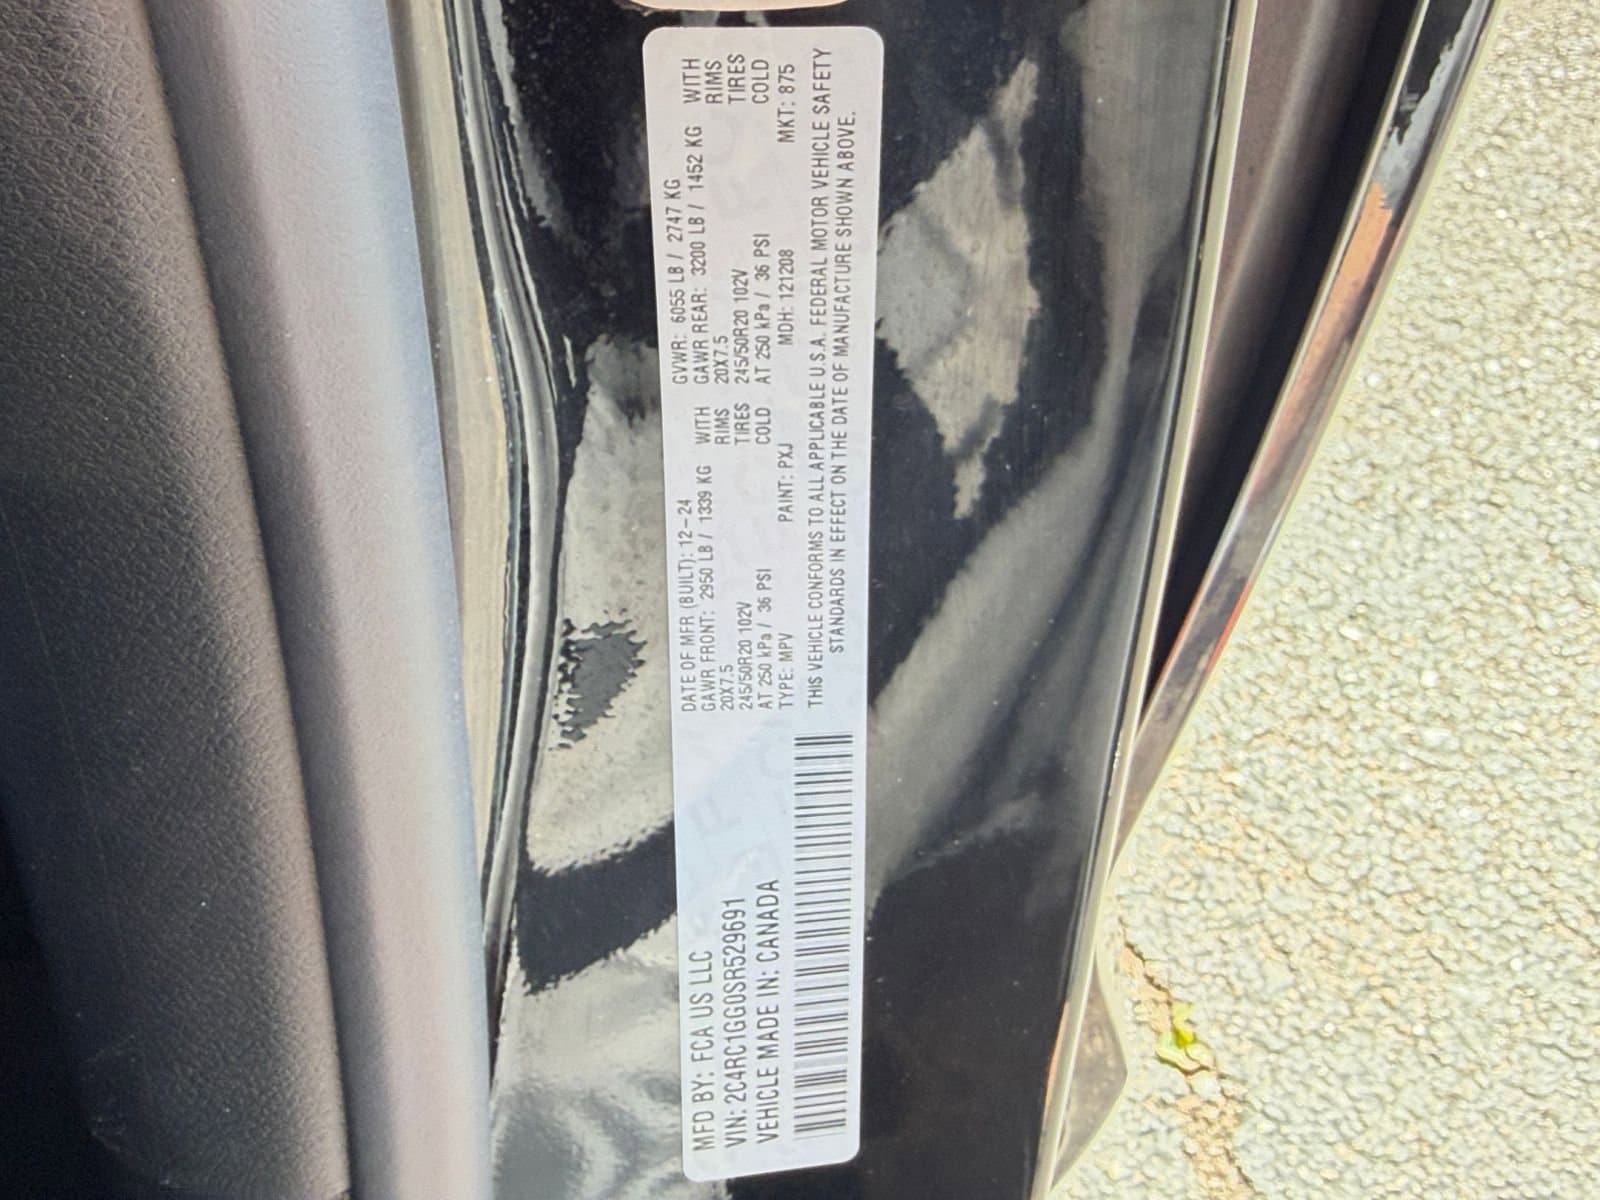 MFD BY: FCA US LLC
VIN: 2C4RC1GG0SR529691
VEHICLE MADE IN: CANADA
DATE OF MFR (BUILT): 12-24
GVWR: 6055 LB / 2747 KG
GAWR FRONT: 2950 LB / 1339 KG WITH
GAWR REAR: 3200 LB / 1452 KG WITH
20X7.5 RIMS
20X7.5 RIMS
245/50R20 102V TIRES
245/50R20 102V TIRES
AT 250 kPa / 36 PSI COLD
AT 250 kPa / 36 PSI COLD
TYPE: MPV PAINT: PXJ MDH: 121208 MKT: 875
THIS VEHICLE CONFORMS TO ALL APPLICABLE U.S.A. FEDERAL MOTOR VEHICLE SAFETY
STANDARDS IN EFFECT ON THE DATE OF MANUFACTURE SHOWN ABOVE.